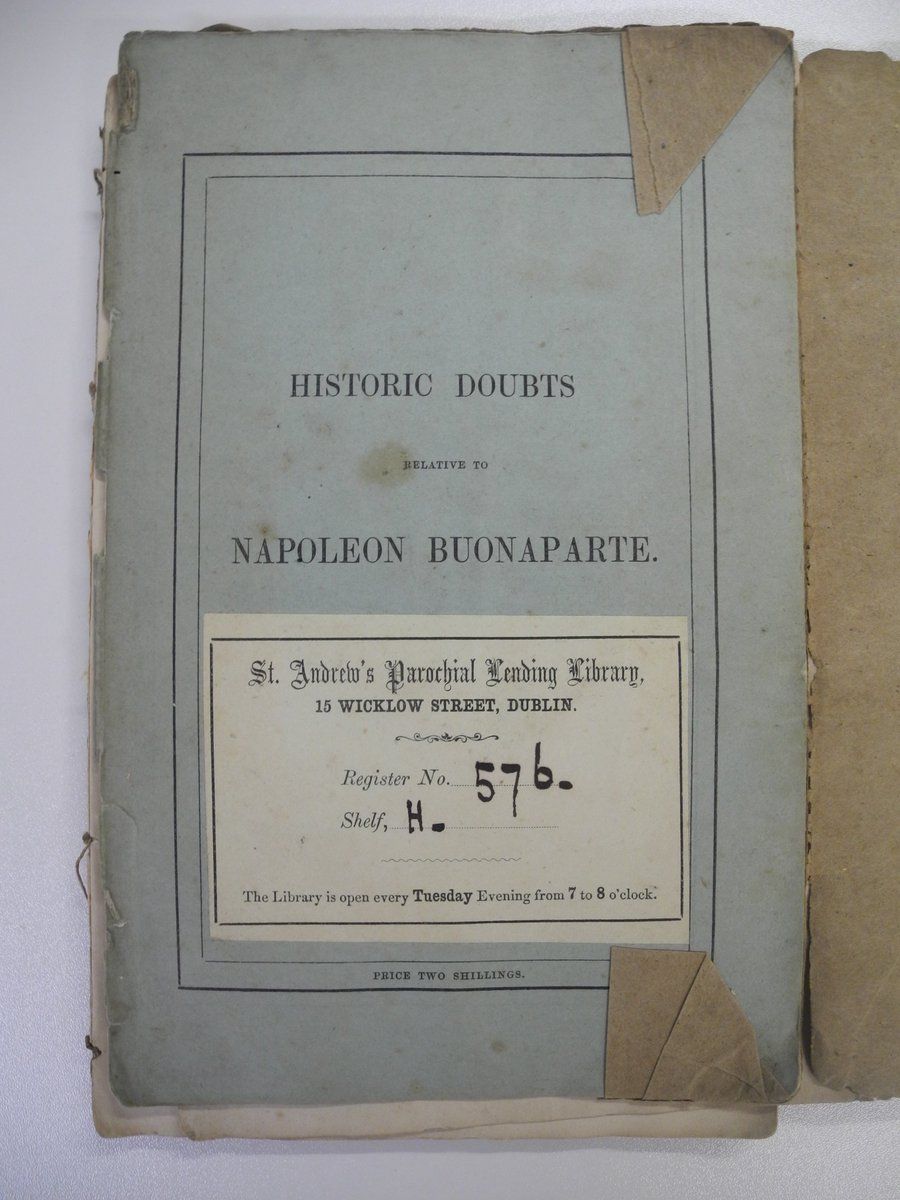 HISTORIC DOUBTS
RELATIVE TO
NAPOLEON BUONAPARTE.
St. Andrew's Parochial Lending Library,
15 WICKLOW STREET, DUBLIN.
Register No. 576.
Shelf, H.
The Library is open every Tuesday Evening from 7 to 8 o'clock.
PRICE TWO SHILLINGS.